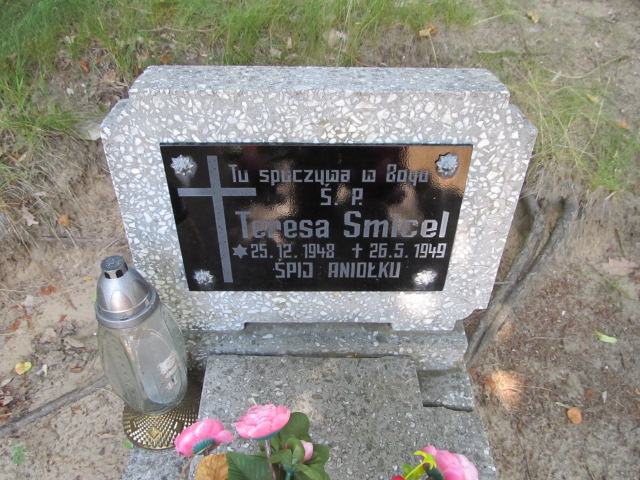 Tu spoczywa w Bogu
Ś. P.
Teresa Smicel
25.12.1948 ✝ 26.5.1949
ŚPIJ ANIOŁKU